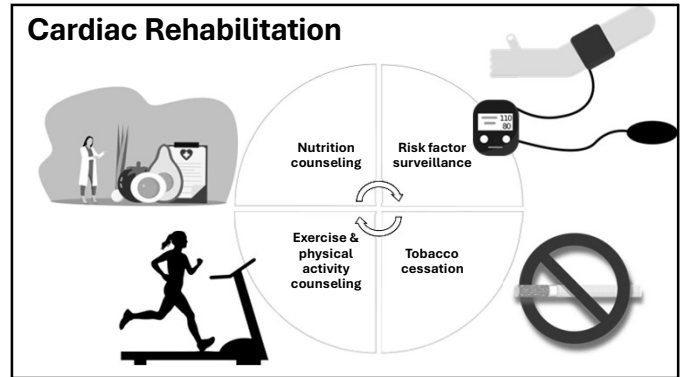 Cardiac Rehabilitation
Nutrition
counseling
Risk factor
surveillance
110
80
Exercise &
physical
activity
counseling
Tobacco
cessation